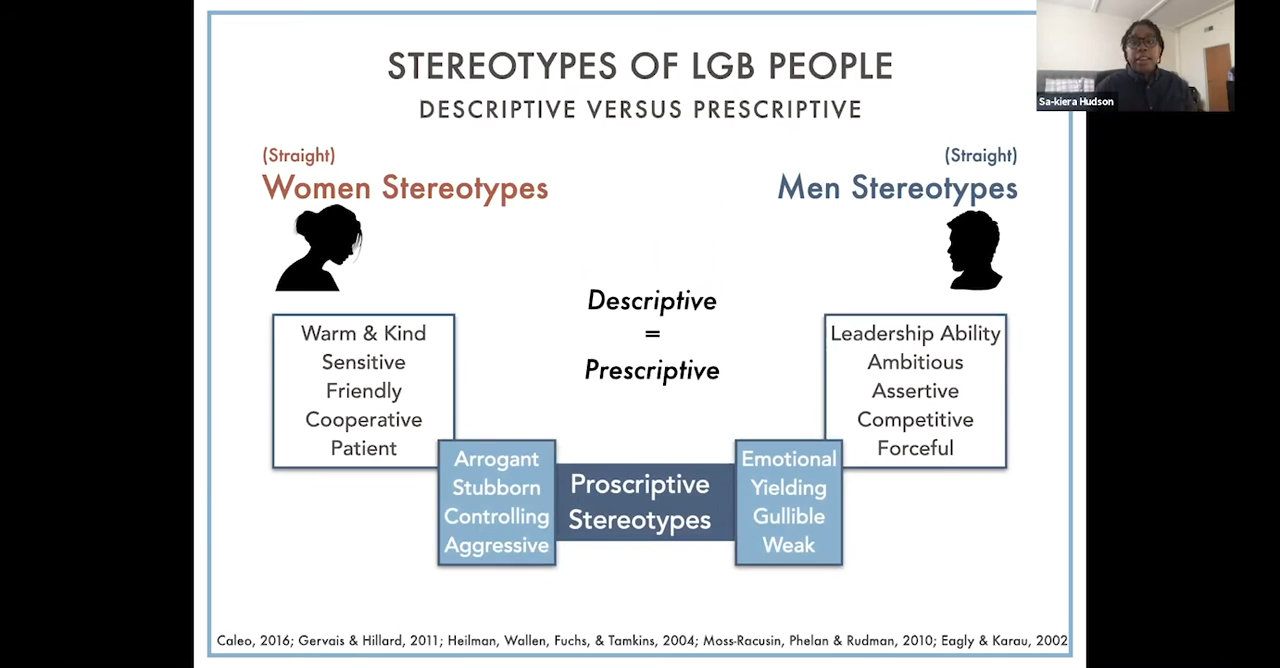 STEREOTYPES OF LGB PEOPLE
DESCRIPTIVE VERSUS PRESCRIPTIVE
Sa-kiera Hudson
(Straight)
Women Stereotypes
(Straight)
Men Stereotypes
Descriptive
=
Prescriptive
Warm & Kind
Sensitive
Friendly
Cooperative
Patient
Leadership Ability
Ambitious
Assertive
Competitive
Forceful
Arrogant
Stubborn
Controlling
Aggressive
Proscriptive
Stereotypes
Emotional
Yielding
Gullible
Weak
Caleo, 2016; Gervais & Hillard, 2011; Heilman, Wallen, Fuchs, & Tamkins, 2004; Moss-Racusin, Phelan & Rudman, 2010; Eagly & Karau, 2002